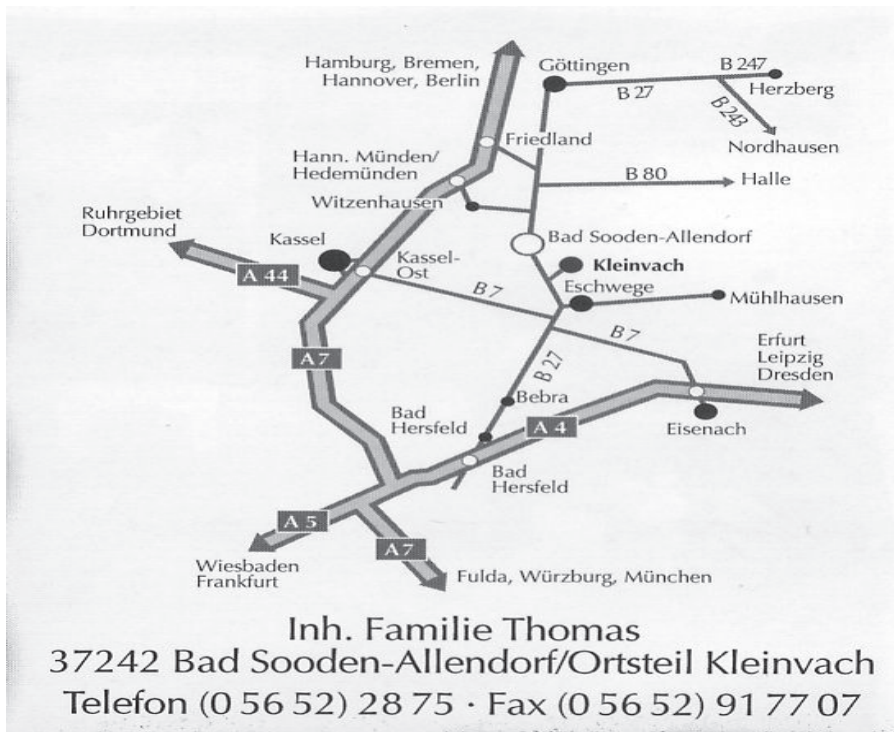 Hamburg, Bremen,
Hannover, Berlin
Göttingen
B 247
Herzberg
B 27
B 243
Nordhausen
Friedland
Hann. Münden/
Hedemünden
B 80
Halle
Witzenhausen
Ruhrgebiet
Dortmund
Kassel
Bad Sooden-Allendorf
Kassel-
Ost
Kleinvach
A 44
Eschwege
B 7
Mühlhausen
B 7
A 7
Erfurt
Leipzig
Dresden
B 27
Bebra
Bad
Hersfeld
A 4
Eisenach
Bad
Hersfeld
A 5
A 7
Wiesbaden
Frankfurt
Fulda, Würzburg, München
Inh. Familie Thomas
37242 Bad Sooden-Allendorf/Ortsteil Kleinvach
Telefon (0 56 52) 28 75 · Fax (0 56 52) 91 77 07